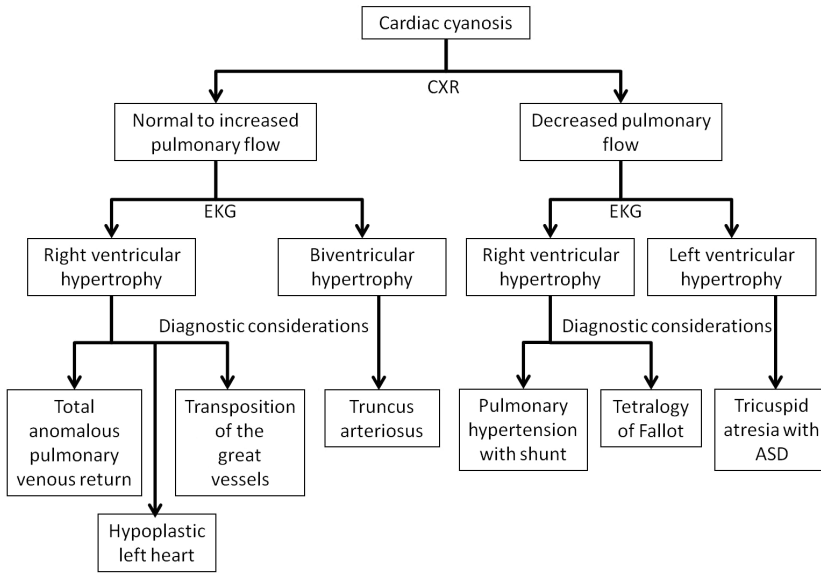 Cardiac cyanosis
CXR
Normal to increased
pulmonary flow
Decreased pulmonary
flow
EKG
EKG
Right ventricular
hypertrophy
Biventricular
hypertrophy
Right ventricular
hypertrophy
Left ventricular
hypertrophy
Diagnostic considerations
Diagnostic considerations
Total
anomalous
pulmonary
venous return
Transposition
of the
great
vessels
Truncus
arteriosus
Pulmonary
hypertension
with shunt
Tetralogy
of Fallot
Tricuspid
atresia with
ASD
Hypoplastic
left heart